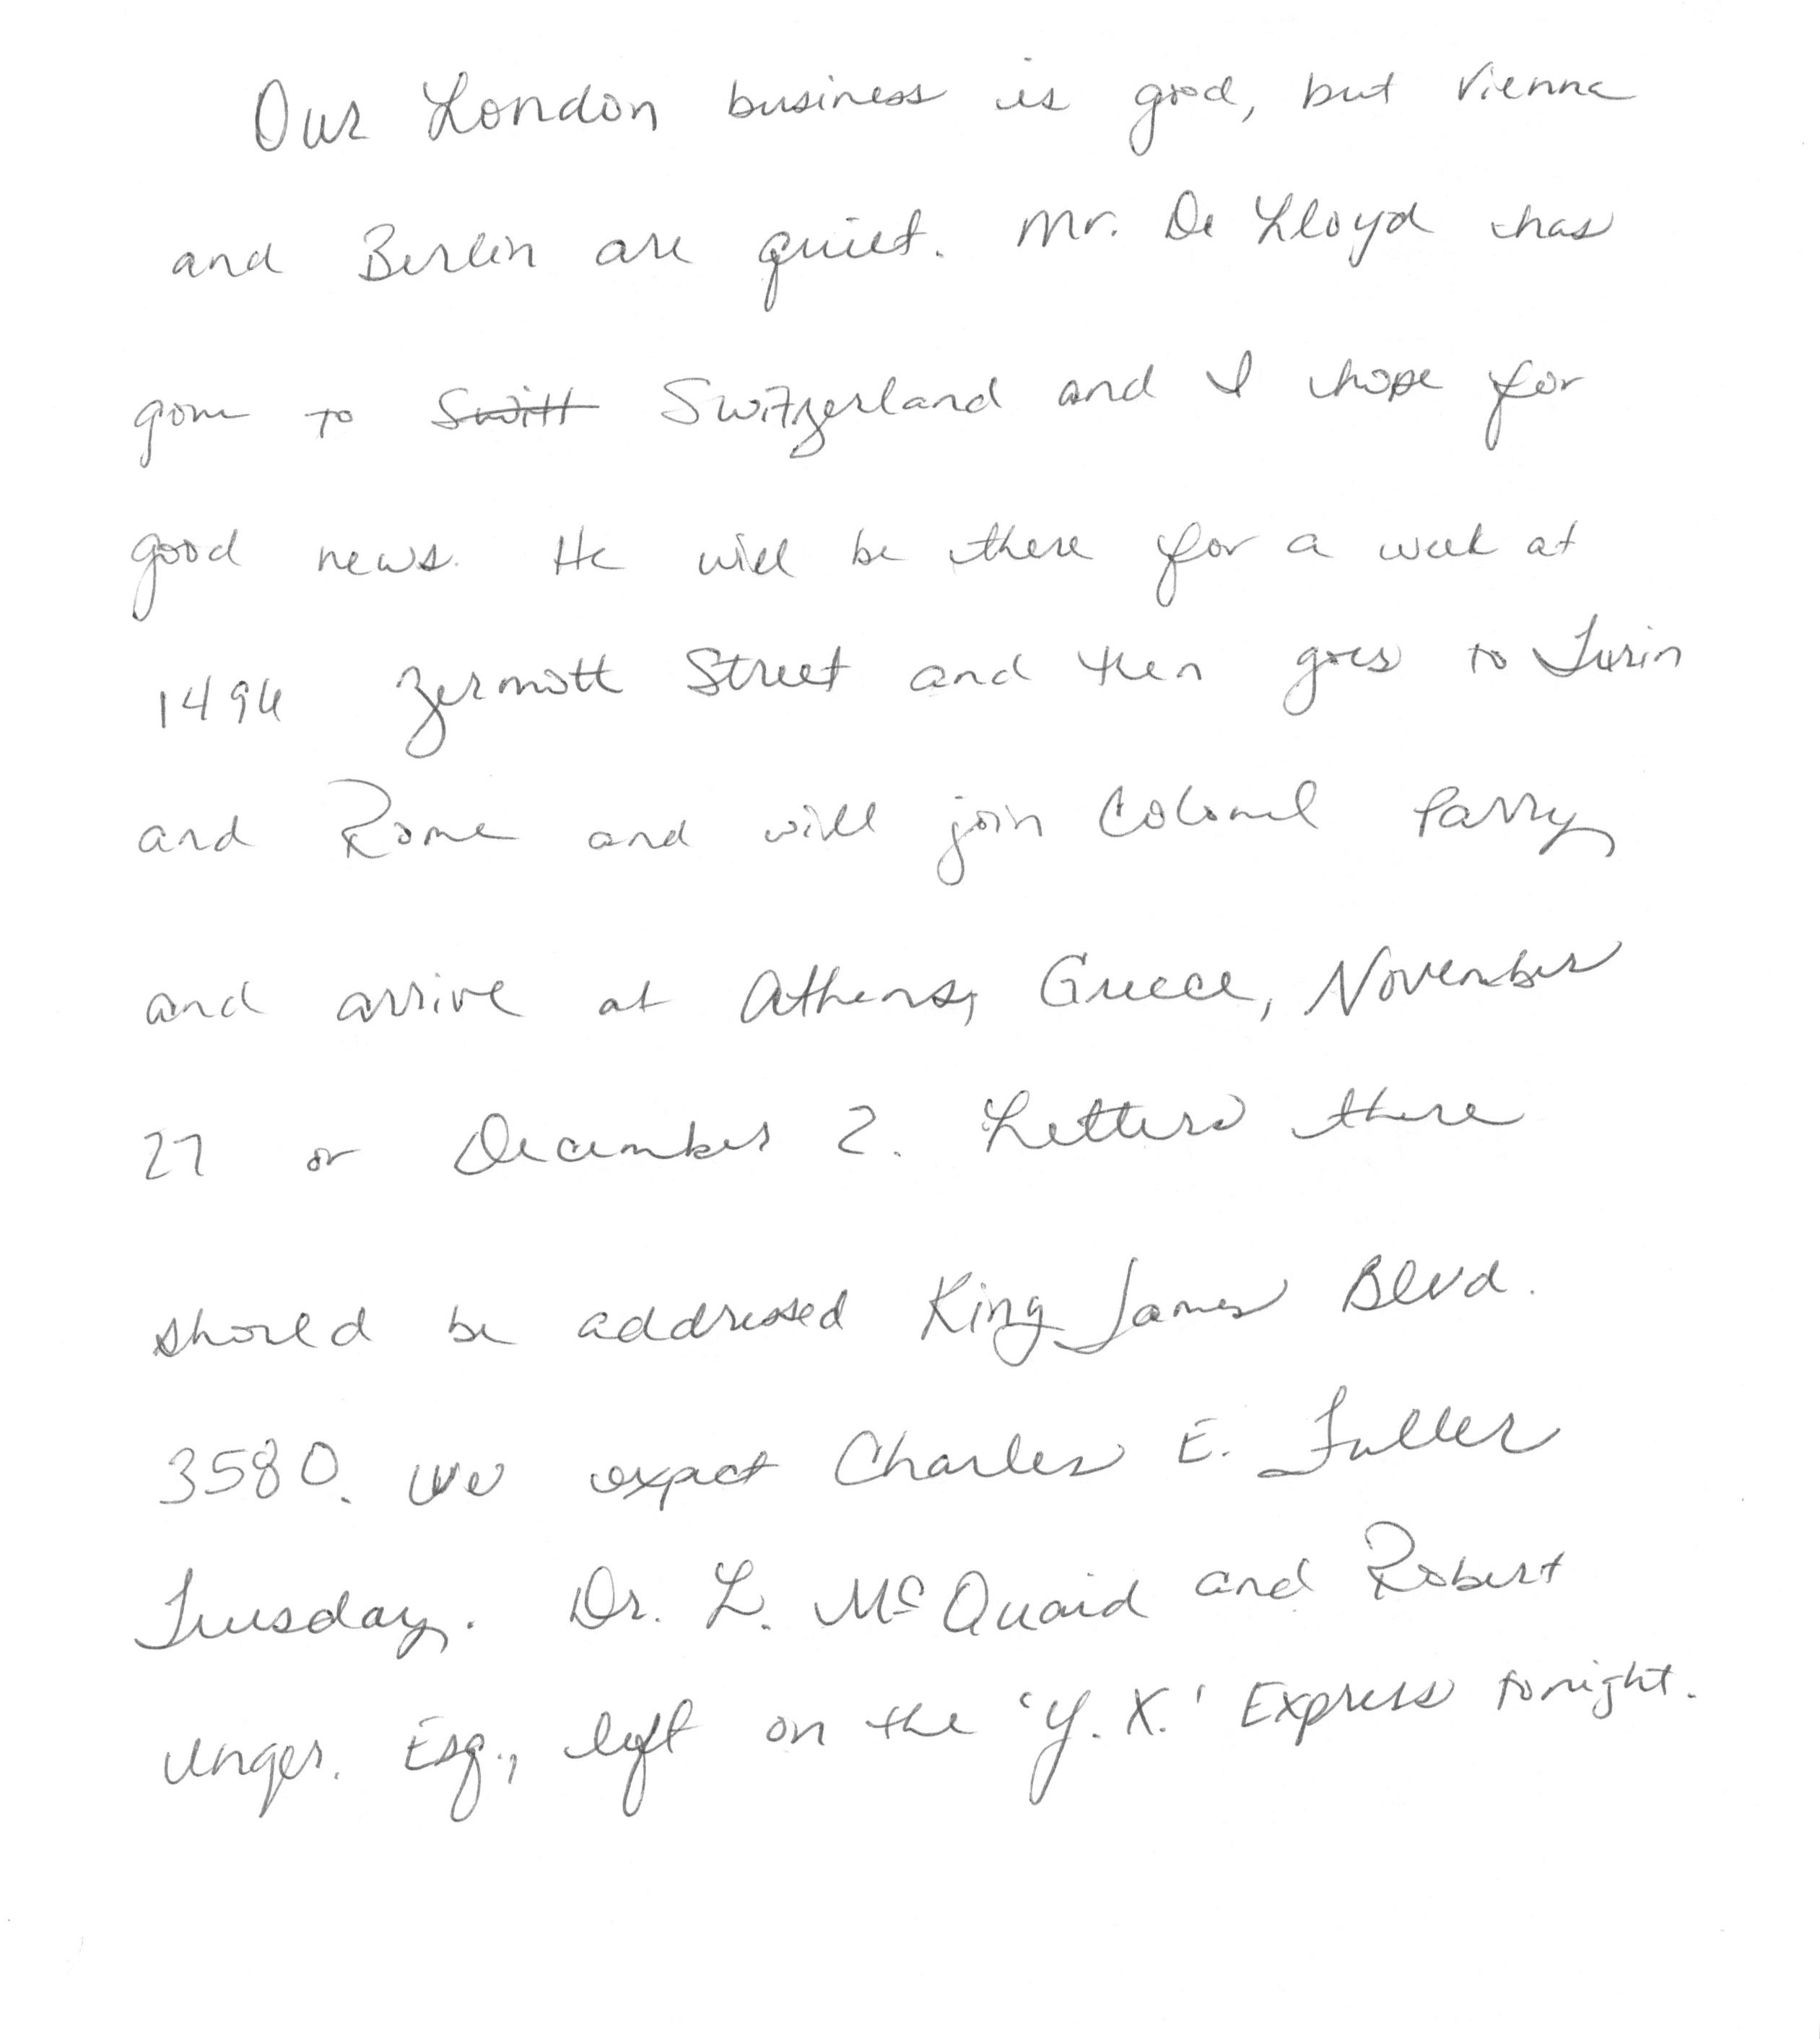 Our London business is good, but Vienna
and Berlin are quiet. Mr. De Lloyd has
gone to Switt Switzerland and I hope for
good news. He will be there for a week at
1496 Zermott Street and then goes to Turin
and Rome and will join Colonel Parry
and arrive at Athens, Greece, November
27 or December 2. Letters there
should be addressed King James Blvd.
3580. We expect Charles E. Fuller
Tuesday. Dr. L. McQuaid and Robert
Unger. Esq., left on the 'Y. X.' Express tonight.